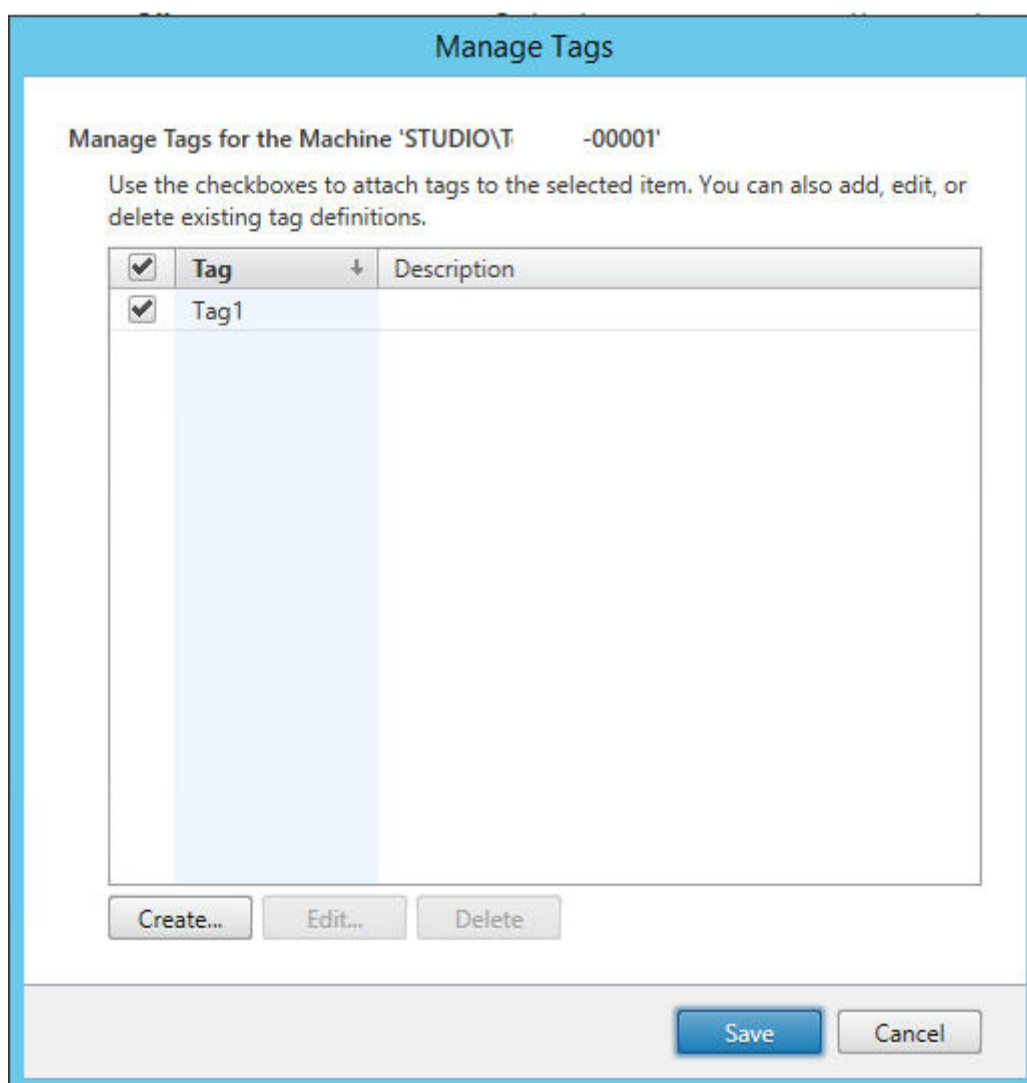 Manage Tags
Manage Tags for the Machine 'STUDIO\T -00001'
Use the checkboxes to attach tags to the selected item. You can also add, edit, or
delete existing tag definitions.
Tag Description
Tag1
Create... Edit... Delete
Save Cancel